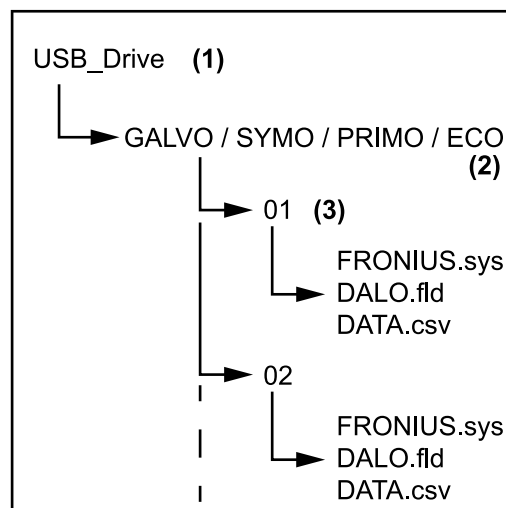 USB_Drive (1)
GALVO / SYMO / PRIMO / ECO
(2)
01 (3)
FRONIUS.sys
DALO.fld
DATA.csv
02
FRONIUS.sys
DALO.fld
DATA.csv